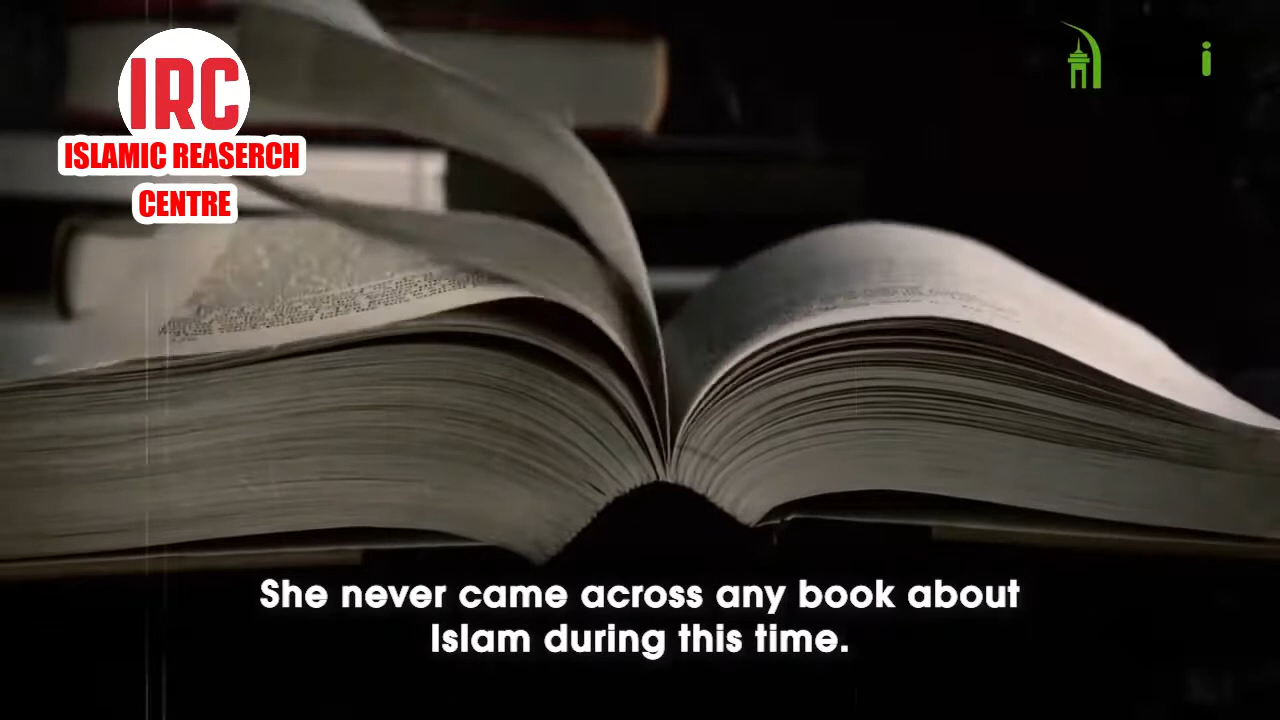 IRC
ISLAMIC REASERCH
CENTRE
i
She never came across any book about
Islam during this time.